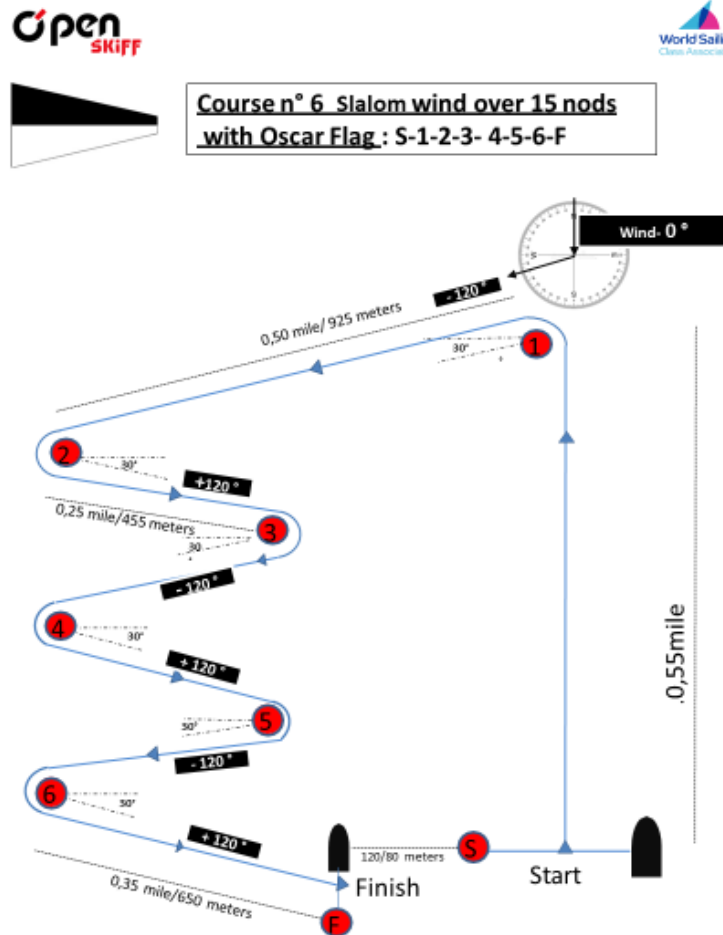 Open
SKIFF
World Saili
Class Associat
Course n° 6 Slalom wind over 15 nods
with Oscar Flag : S-1-2-3- 4-5-6-F
Wind- 0 °
- 120 °
0,50 mile/ 925 meters
1
30°
2
30°
+120 °
0,25 mile/455 meters
3
30
- 120 °
4
30°
+ 120 °
.0,55mile
5
30°
- 120 °
6
30°
+ 120 °
S
120/80 meters
Start
Finish
0,35 mile/650 meters
F